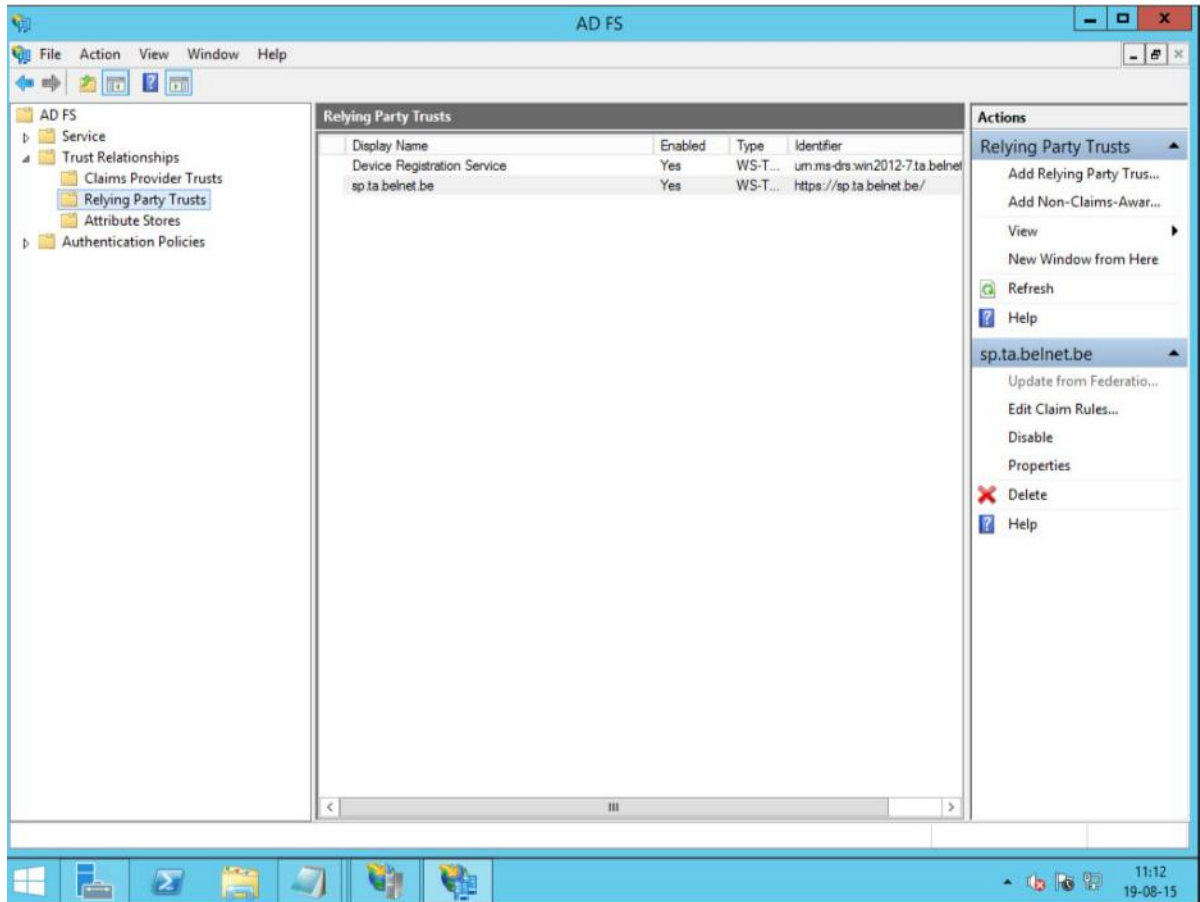 AD FS
File Action View Window Help
AD FS
Service
Trust Relationships
Claims Provider Trusts
Relying Party Trusts
Attribute Stores
Authentication Policies
Relying Party Trusts
Display Name Enabled Type Identifier
Device Registration Service Yes WS-T... urn:ms-drs:win2012-7.ta.belnet
sp.ta.belnet.be Yes WS-T... https://sp.ta.belnet.be/
Actions
Relying Party Trusts
Add Relying Party Trus...
Add Non-Claims-Awar...
View
New Window from Here
Refresh
Help
sp.ta.belnet.be
Update from Federatio...
Edit Claim Rules...
Disable
Properties
Delete
Help
11:12
19-08-15